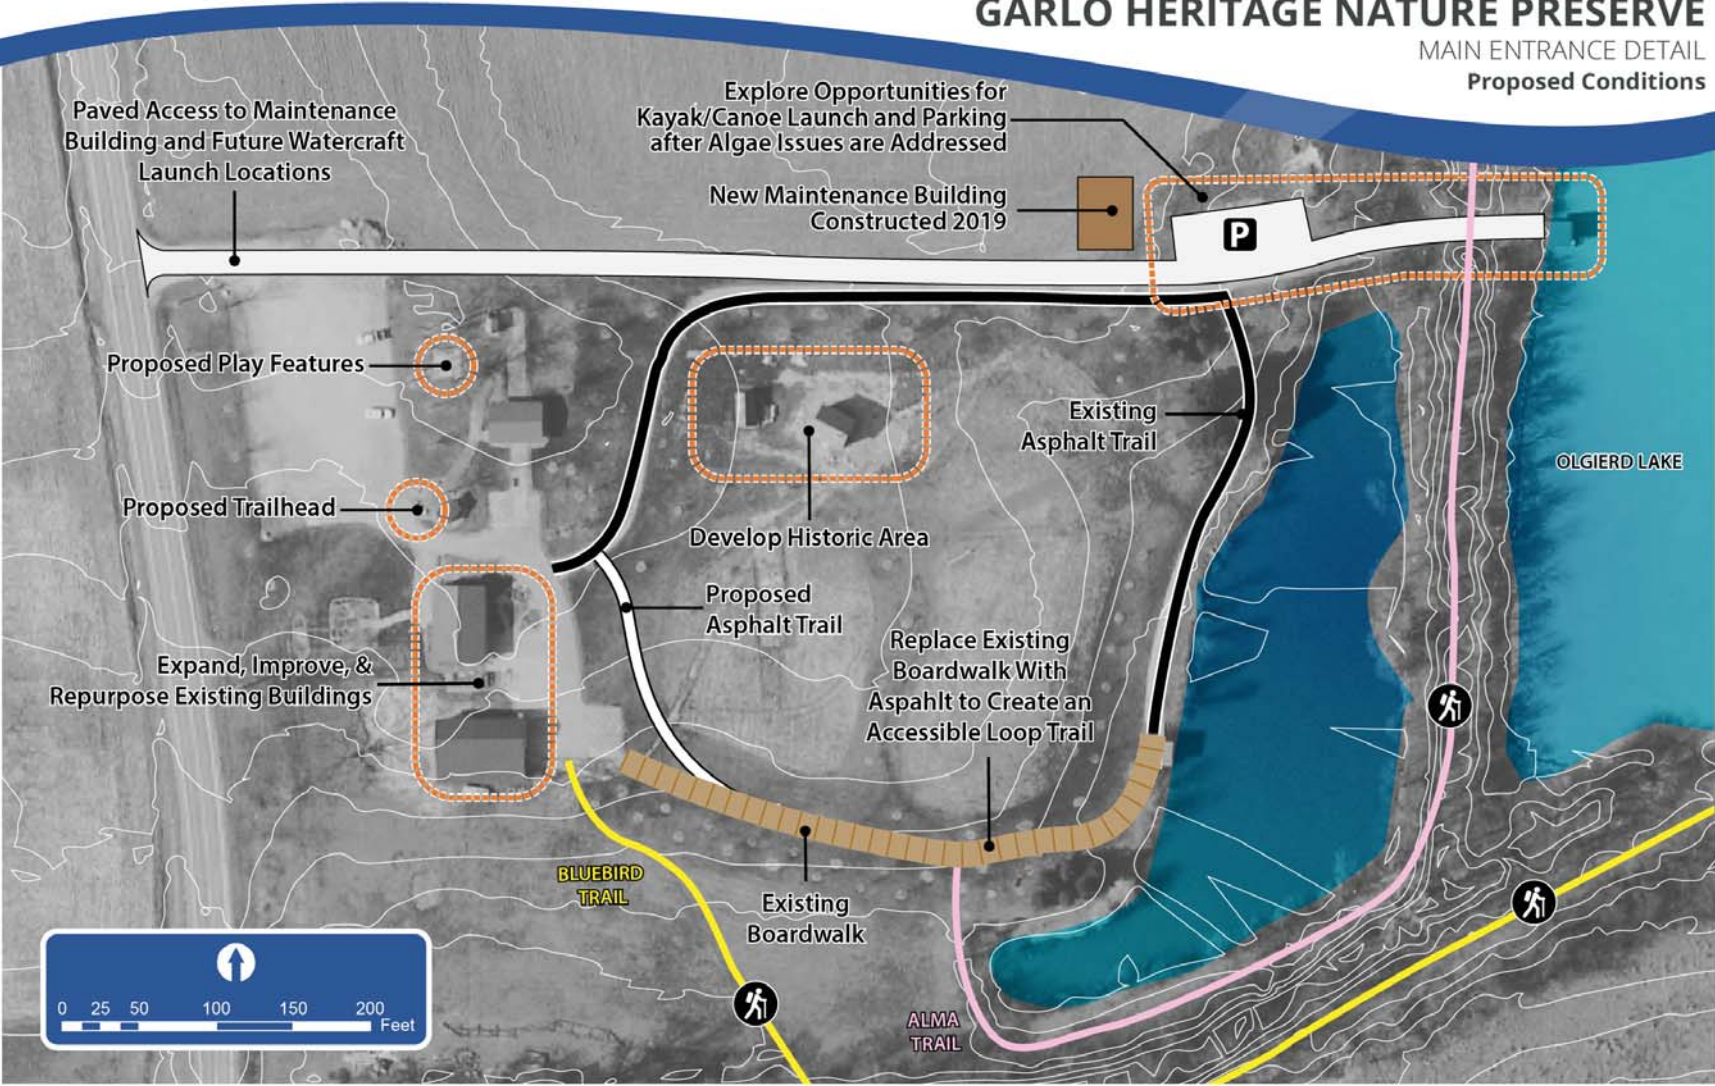 GARLO HERITAGE NATURE PRESERVE
MAIN ENTRANCE DETAIL
Proposed Conditions
Paved Access to Maintenance
Building and Future Watercraft
Launch Locations
Explore Opportunities for
Kayak/Canoe Launch and Parking
after Algae Issues are Addressed
New Maintenance Building
Constructed 2019
P
Proposed Play Features
Existing
Asphalt Trail
OLGIERD LAKE
Proposed Trailhead
Develop Historic Area
Proposed
Asphalt Trail
Replace Existing
Boardwalk With
Aspahlt to Create an
Accessible Loop Trail
Expand, Improve, &
Repurpose Existing Buildings
BLUEBIRD
TRAIL
Existing
Boardwalk
ALMA
TRAIL
0 25 50 100 150 200
Feet